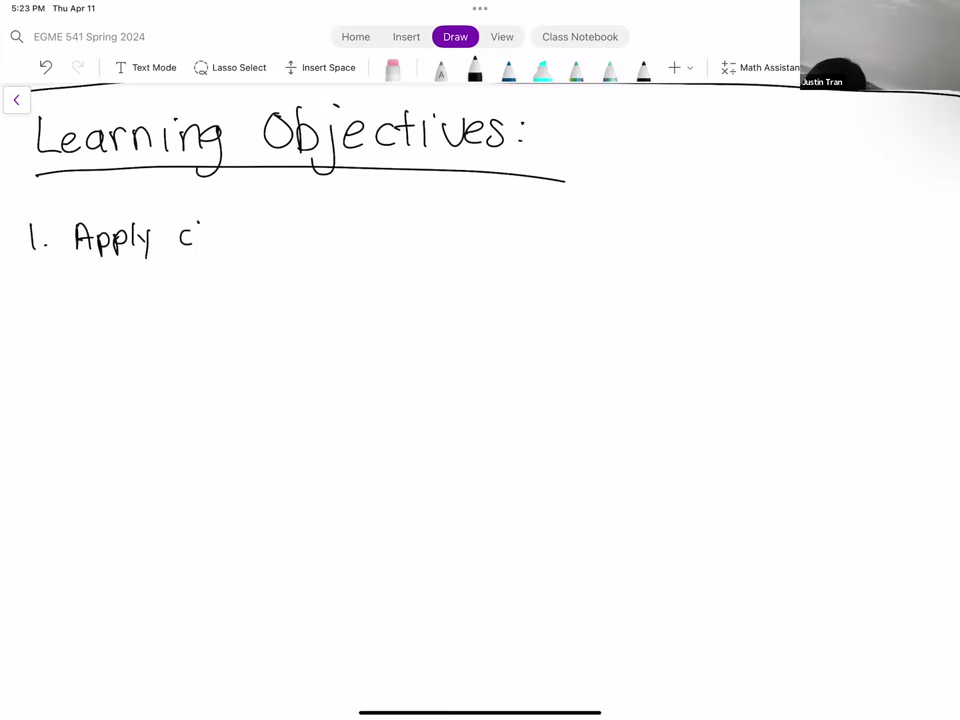 5:23 PM Thu Apr 11
EGME 541 Spring 2024
Home Insert Draw View Class Notebook
T Text Mode Lasso Select Insert Space A Math Assistan
Justin Tran
Learning Objectives:
1. Apply ci